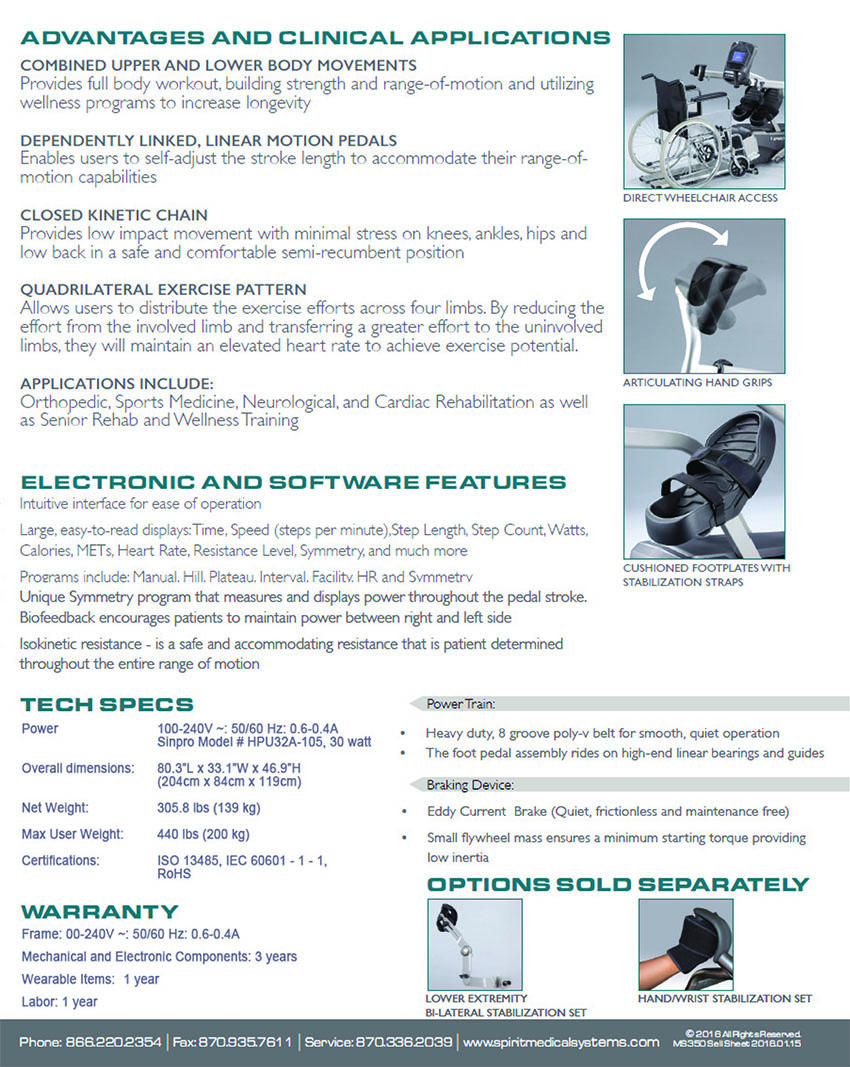 ADVANTAGES AND CLINICAL APPLICATIONS
COMBINED UPPER AND LOWER BODY MOVEMENTS
Provides full body workout, building strength and range-of-motion and utilizing
wellness programs to increase longevity
DEPENDENTLY LINKED, LINEAR MOTION PEDALS
Enables users to self-adjust the stroke length to accommodate their range-of-
motion capabilities
CLOSED KINETIC CHAIN
Provides low impact movement with minimal stress on knees, ankles, hips and
low back in a safe and comfortable semi-recumbent position
QUADRILATERAL EXERCISE PATTERN
Allows users to distribute the exercise efforts across four limbs. By reducing the
effort from the involved limb and transferring a greater effort to the uninvolved
limbs, they will maintain an elevated heart rate to achieve exercise potential.
APPLICATIONS INCLUDE:
Orthopedic, Sports Medicine, Neurological, and Cardiac Rehabilitation as well
as Senior Rehab and Wellness Training
DIRECT WHEELCHAIR ACCESS
ARTICULATING HAND GRIPS
CUSHIONED FOOTPLATES WITH
STABILIZATION STRAPS
ELECTRONIC AND SOFTWARE FEATURES
Intuitive interface for ease of operation
Large, easy-to-read displays: Time, Speed (steps per minute), Step Length, Step Count, Watts,
Calories, METs, Heart Rate, Resistance Level, Symmetry, and much more
Programs include: Manual, Hill, Plateau, Interval, Facility, HR and Symmetry
Unique Symmetry program that measures and displays power throughout the pedal stroke.
Biofeedback encourages patients to maintain power between right and left side
Isokinetic resistance - is a safe and accommodating resistance that is patient determined
throughout the entire range of motion
TECH SPECS
Power 100-240V ~: 50/60 Hz: 0.6-0.4A
Sinpro Model # HPU32A-105, 30 watt
Overall dimensions: 80.3"L x 33.1"W x 46.9"H
(204cm x 84cm x 119cm)
Net Weight: 305.8 lbs (139 kg)
Max User Weight: 440 lbs (200 kg)
Certifications: ISO 13485, IEC 60601 - 1 - 1,
RoHS
WARRANTY
Frame: 00-240V ~: 50/60 Hz: 0.6-0.4A
Mechanical and Electronic Components: 3 years
Wearable Items: 1 year
Labor: 1 year
Power Train:
• Heavy duty, 8 groove poly-v belt for smooth, quiet operation
• The foot pedal assembly rides on high-end linear bearings and guides
Braking Device:
• Eddy Current Brake (Quiet, frictionless and maintenance free)
• Small flywheel mass ensures a minimum starting torque providing
low inertia
OPTIONS SOLD SEPARATELY
LOWER EXTREMITY
BI-LATERAL STABILIZATION SET
HAND/WRIST STABILIZATION SET
Phone: 866.220.2354 | Fax: 870.935.7611 | Service: 870.336.2039 | www.spiritmedicalsystems.com
© 2016 All Rights Reserved.
MS350 Sell Sheet 2016.01.15